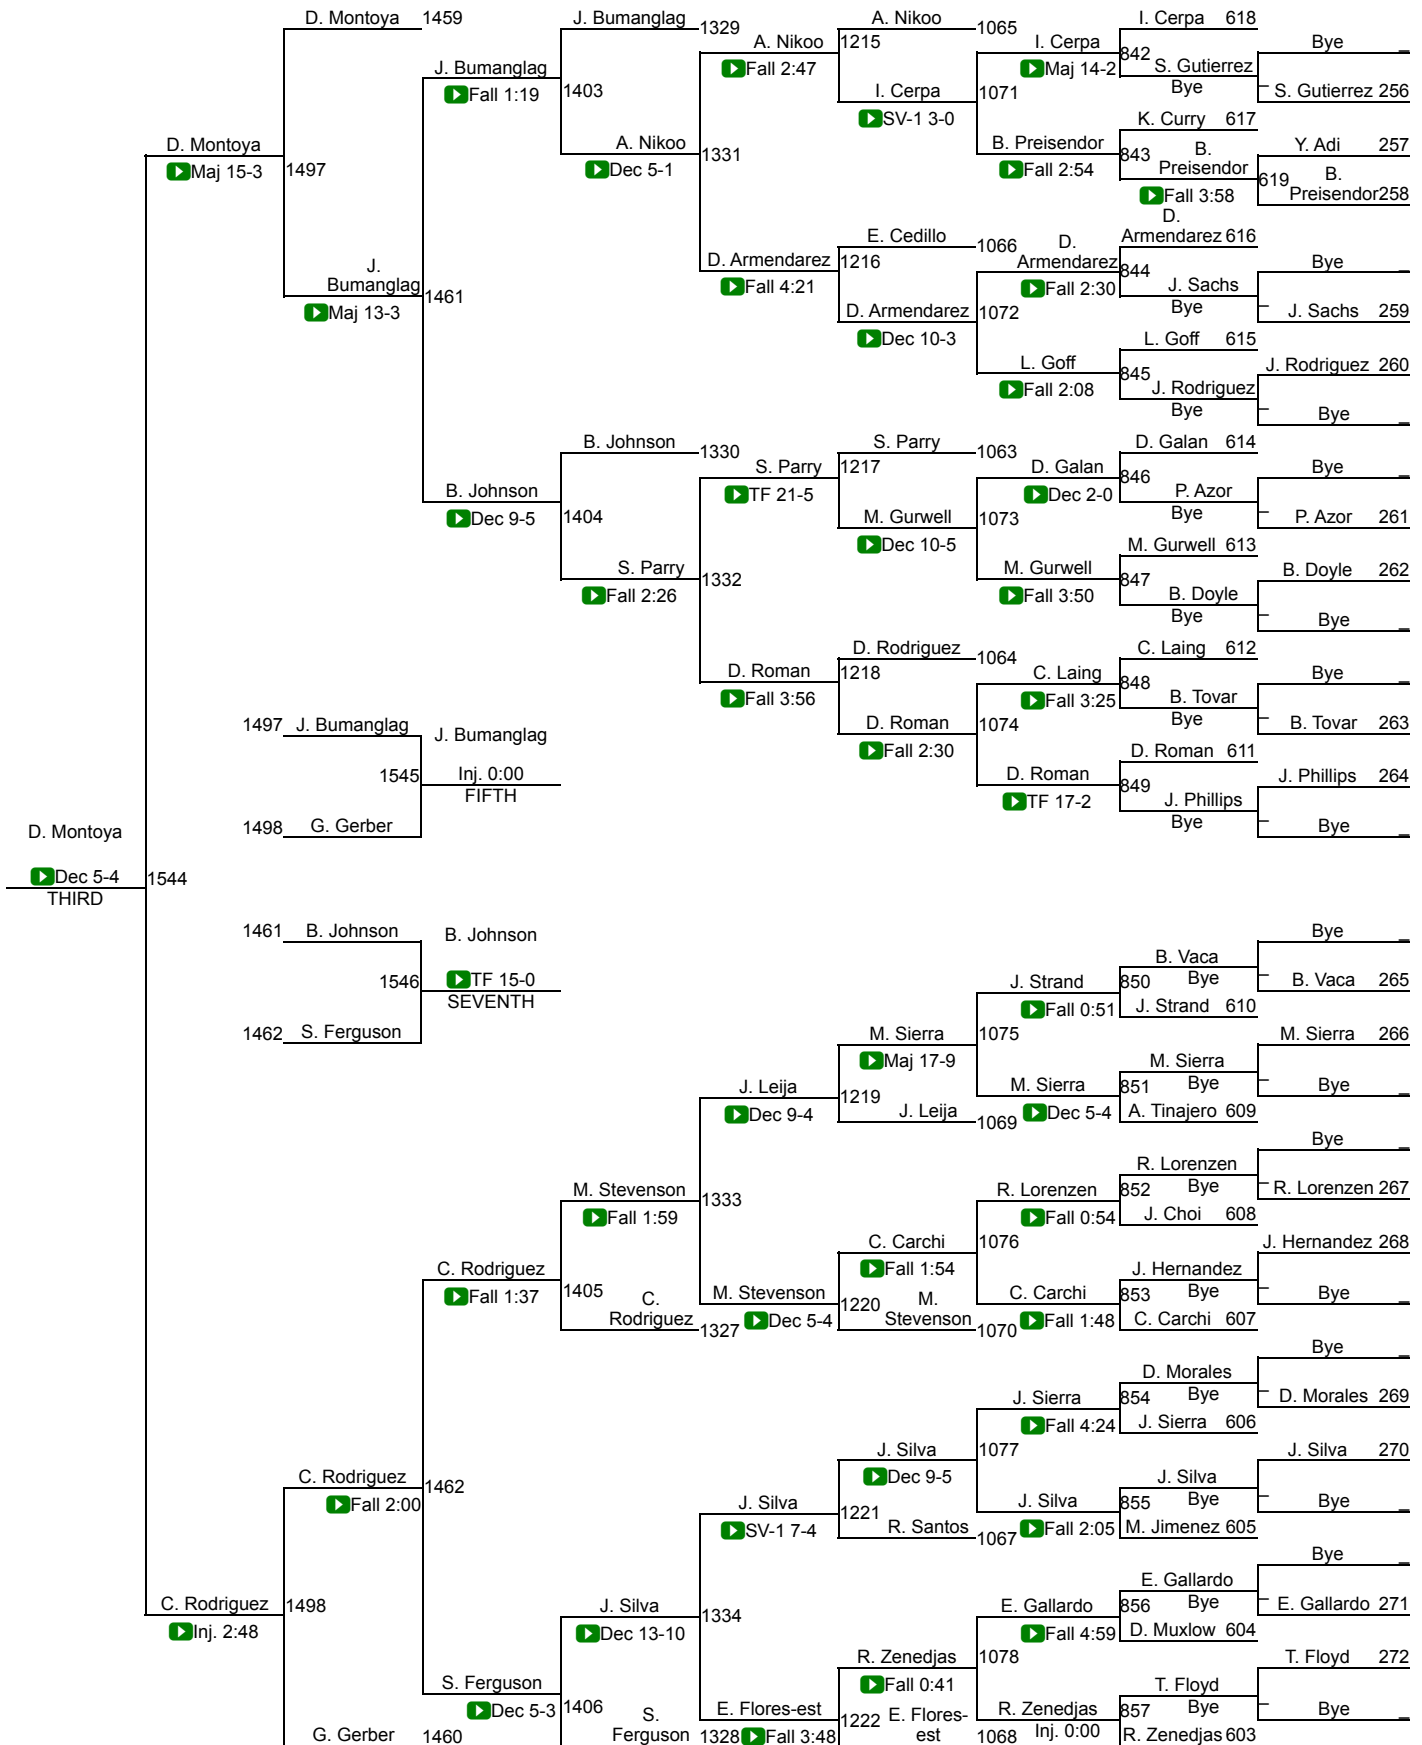 D. Montoya 1459
J. Bumanglag 1329
A. Nikoo 1065
I. Cerpa 618
Bye _
A. Nikoo 1215
Fall 2:47
I. Cerpa 842
Maj 14-2
S. Gutierrez
Bye
_ S. Gutierrez 256
J. Bumanglag
Fall 1:19
1403
I. Cerpa 1071
SV-1 3-0
K. Curry 617
D. Montoya
Maj 15-3
1497
A. Nikoo 1331
Dec 5-1
B. Preisendor 843
Fall 2:54
B.
Preisendor
Fall 3:58
Y. Adi 257
619 B.
Preisendor 258
E. Cedillo 1066
D.
Armendarez 616
D. Armendarez 1216
Fall 4:21
D.
Armendarez 844
Fall 2:30
J. Sachs
Bye
Bye _
_ J. Sachs 259
J.
Bumanglag 1461
Maj 13-3
D. Armendarez 1072
Dec 10-3
L. Goff 615
L. Goff 845
Fall 2:08
J. Rodriguez
Bye
J. Rodriguez 260
_ Bye _
B. Johnson 1330
S. Parry 1063
D. Galan 614
S. Parry 1217
TF 21-5
D. Galan 846
Dec 2-0
P. Azor
Bye
Bye _
_ P. Azor 261
B. Johnson
Dec 9-5
1404
M. Gurwell 1073
Dec 10-5
M. Gurwell 613
S. Parry 1332
Fall 2:26
M. Gurwell 847
Fall 3:50
B. Doyle
Bye
B. Doyle 262
_ Bye _
D. Rodriguez 1064
C. Laing 612
D. Roman 1218
Fall 3:56
C. Laing 848
Fall 3:25
B. Tovar
Bye
Bye _
_ B. Tovar 263
1497 J. Bumanglag
J. Bumanglag
1545
Inj. 0:00
FIFTH
D. Roman 1074
Fall 2:30
D. Roman 611
D. Roman 849
TF 17-2
J. Phillips
Bye
J. Phillips 264
_ Bye _
1498 G. Gerber
D. Montoya
Dec 5-4
1544
THIRD
1461 B. Johnson
B. Johnson
1546
TF 15-0
SEVENTH
1462 S. Ferguson
B. Vaca
Bye
Bye _
_ B. Vaca 265
J. Strand 850
Fall 0:51
J. Strand 610
M. Sierra 1075
Maj 17-9
M. Sierra 266
M. Sierra
Bye
_ Bye _
J. Leija 1219
Dec 9-4
M. Sierra 851
Dec 5-4
A. Tinajero 609
J. Leija 1069
Bye _
R. Lorenzen
Bye
_ R. Lorenzen 267
M. Stevenson 1333
Fall 1:59
R. Lorenzen 852
Fall 0:54
J. Choi 608
C. Carchi 1076
Fall 1:54
J. Hernandez 268
J. Hernandez
Bye
_ Bye _
C. Rodriguez
Fall 1:37
1405
C.
Rodriguez 1327
M. Stevenson 1220
Dec 5-4
M.
Stevenson 1070
C. Carchi 853
Fall 1:48
C. Carchi 607
Bye _
D. Morales
Bye
_ D. Morales 269
J. Sierra 854
Fall 4:24
J. Sierra 606
J. Silva 1077
Dec 9-5
J. Silva 270
C. Rodriguez 1462
Fall 2:00
J. Silva
Bye
_ Bye _
J. Silva 1221
SV-1 7-4
R. Santos 1067
J. Silva 855
Fall 2:05
M. Jimenez 605
Bye _
E. Gallardo
Bye
_ E. Gallardo 271
C. Rodriguez 1498
Inj. 2:48
J. Silva 1334
Dec 13-10
E. Gallardo 856
Fall 4:59
D. Muxlow 604
R. Zenedjas 1078
Fall 0:41
T. Floyd 272
S. Ferguson 1406
Dec 5-3
T. Floyd
Bye
_ Bye _
E. Flores-est 1222
Fall 3:48
E. Flores-
est 1068
R. Zenedjas 857
Inj. 0:00
R. Zenedjas 603
G. Gerber 1460
S.
Ferguson 1328